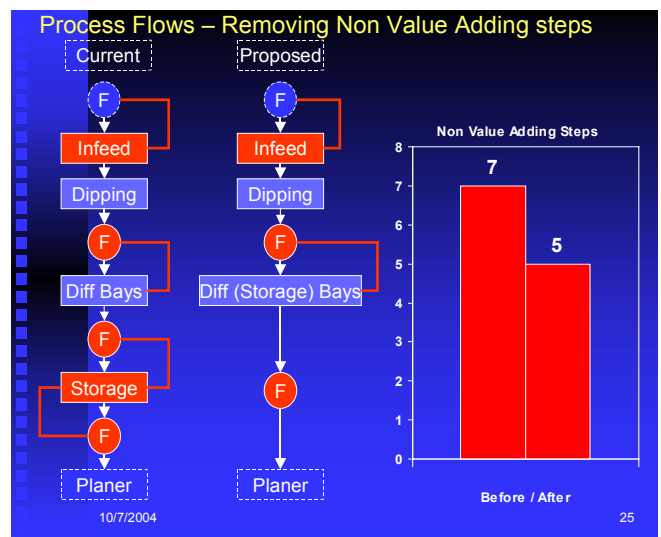 Process Flows – Removing Non Value Adding steps
Current
F
Infeed
Dipping
F
Diff Bays
F
Storage
F
Planer
Proposed
F
Infeed
Dipping
F
Diff (Storage) Bays
F
Planer
Non Value Adding Steps
8
7
6
5
4
3
2
1
0
7
5
Before / After
10/7/2004
25